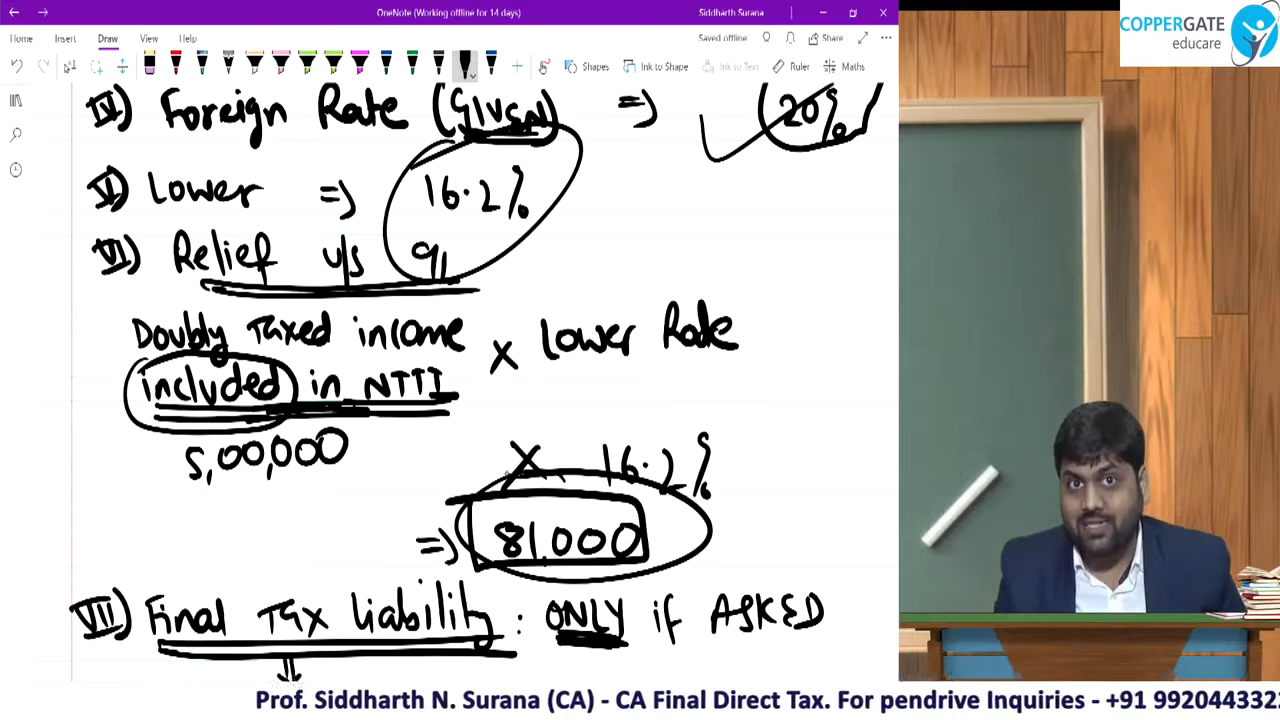 OneNote (Working offline for 14 days)
Siddharth Surana
Home Insert Draw View Help
Saved offline
Share
Shapes
Ink to Shape
Ink to Text
Ruler
Maths
COPPERGATE
educare
IV) Foreign Rate (Given) => 20%
V) Lower => 16.2%
VI) Relief u/s 91
Doubly Taxed income × Lower Rate
included in NTTI
5,00,000 × 16.2%
=> 81,000
VII) Final Tax Liability : ONLY if ASKED
Prof. Siddharth N. Surana (CA) - CA Final Direct Tax. For pendrive Inquiries - +91 992044332